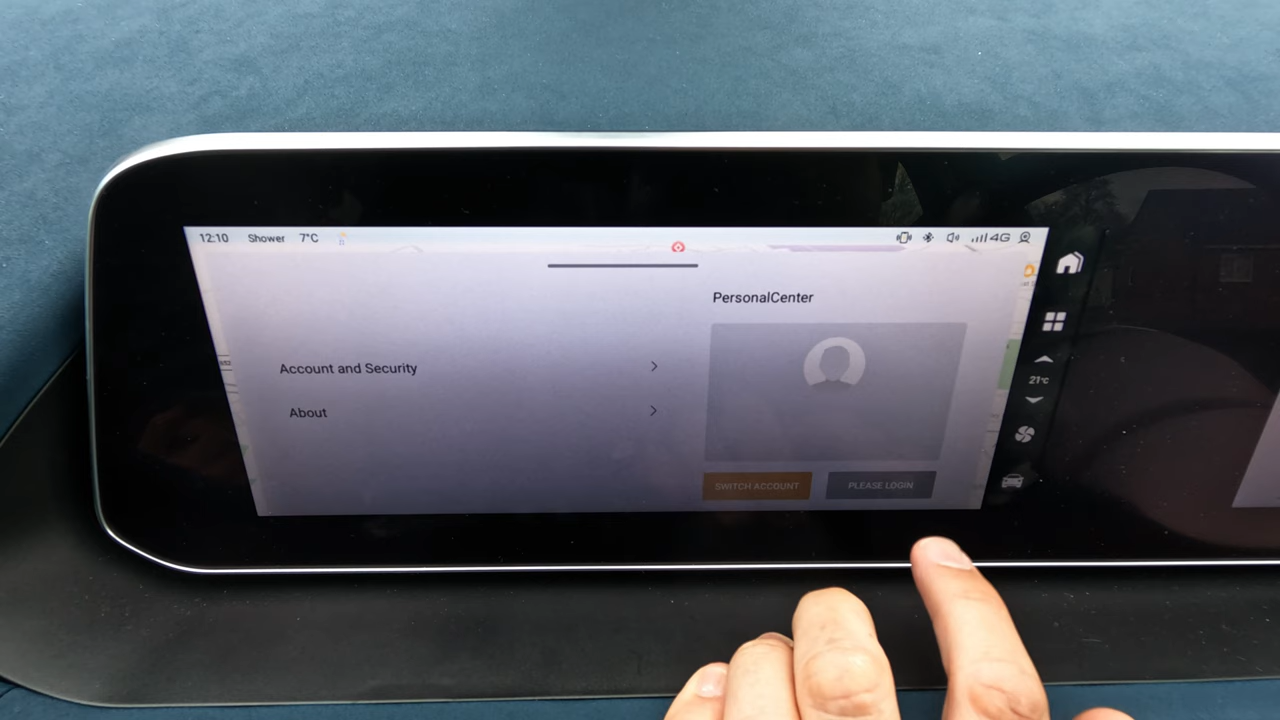 12:10 Shower 7°C 4G
PersonalCenter
Account and Security
About
21°C
SWITCH ACCOUNT PLEASE LOGIN